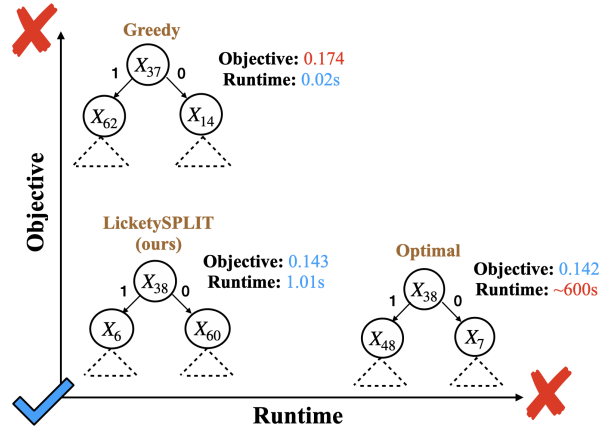 Greedy
Objective: 0.174
Runtime: 0.02s
X37
1
0
X62
X14
Objective
LicketySPLIT
(ours)
Objective: 0.143
Runtime: 1.01s
X38
1
0
X6
X60
Optimal
Objective: 0.142
Runtime: ~600s
X38
1
0
X48
X7
Runtime